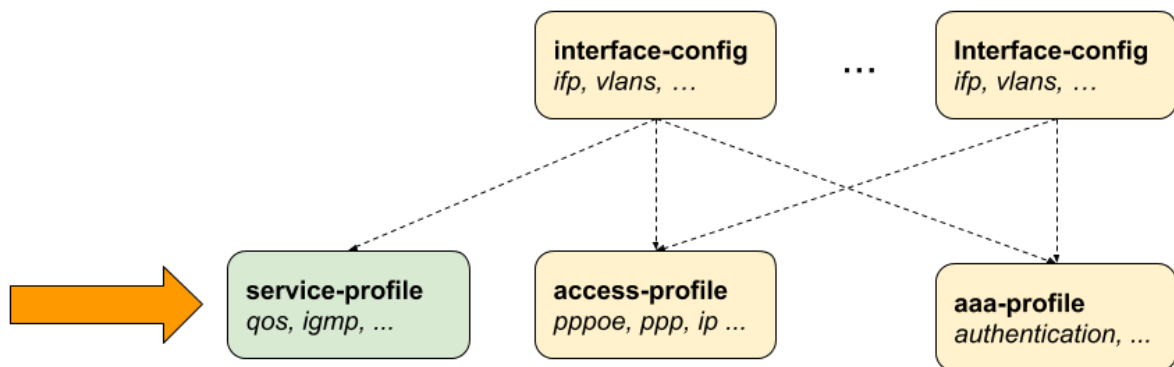 interface-config
ifp, vlans, …
...
Interface-config
ifp, vlans, …
service-profile
qos, igmp, ...
access-profile
pppoe, ppp, ip ...
aaa-profile
authentication, ...